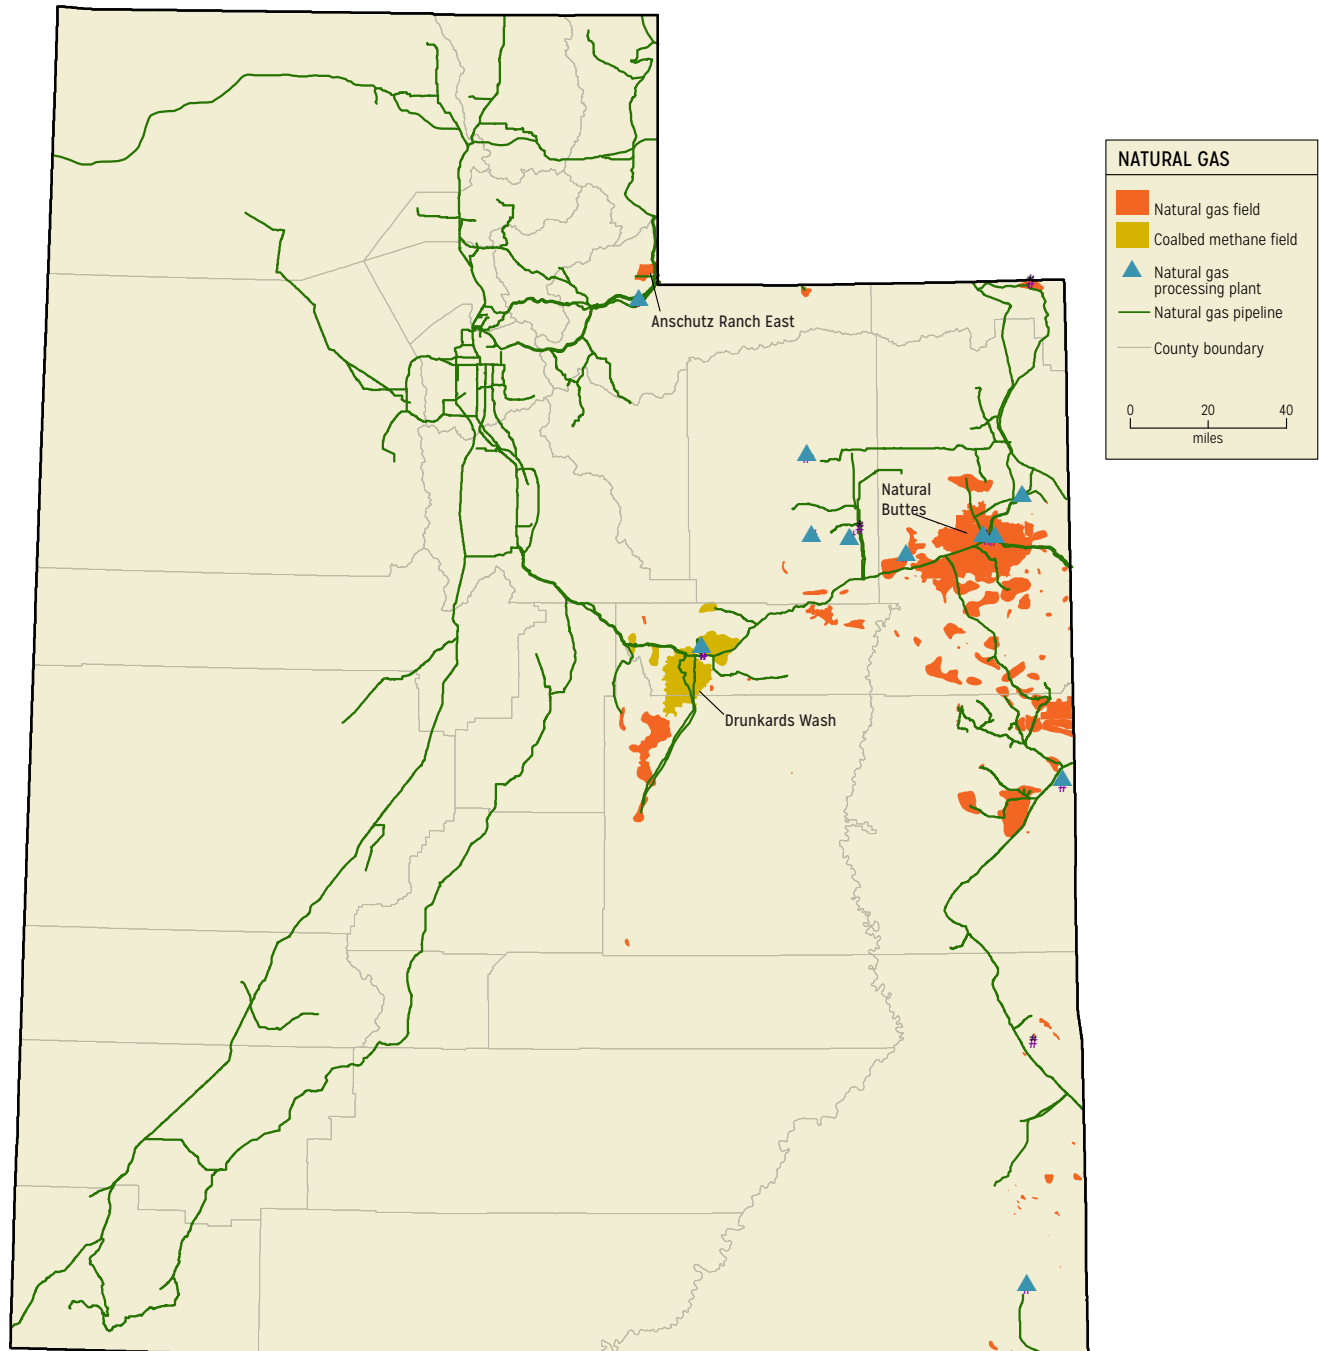 NATURAL GAS
Natural gas field
Coalbed methane field
Natural gas
processing plant
Natural gas pipeline
County boundary
0 20 40
miles
#
Anschutz Ranch East
Natural
Buttes
#
#
Drunkards Wash
#
#